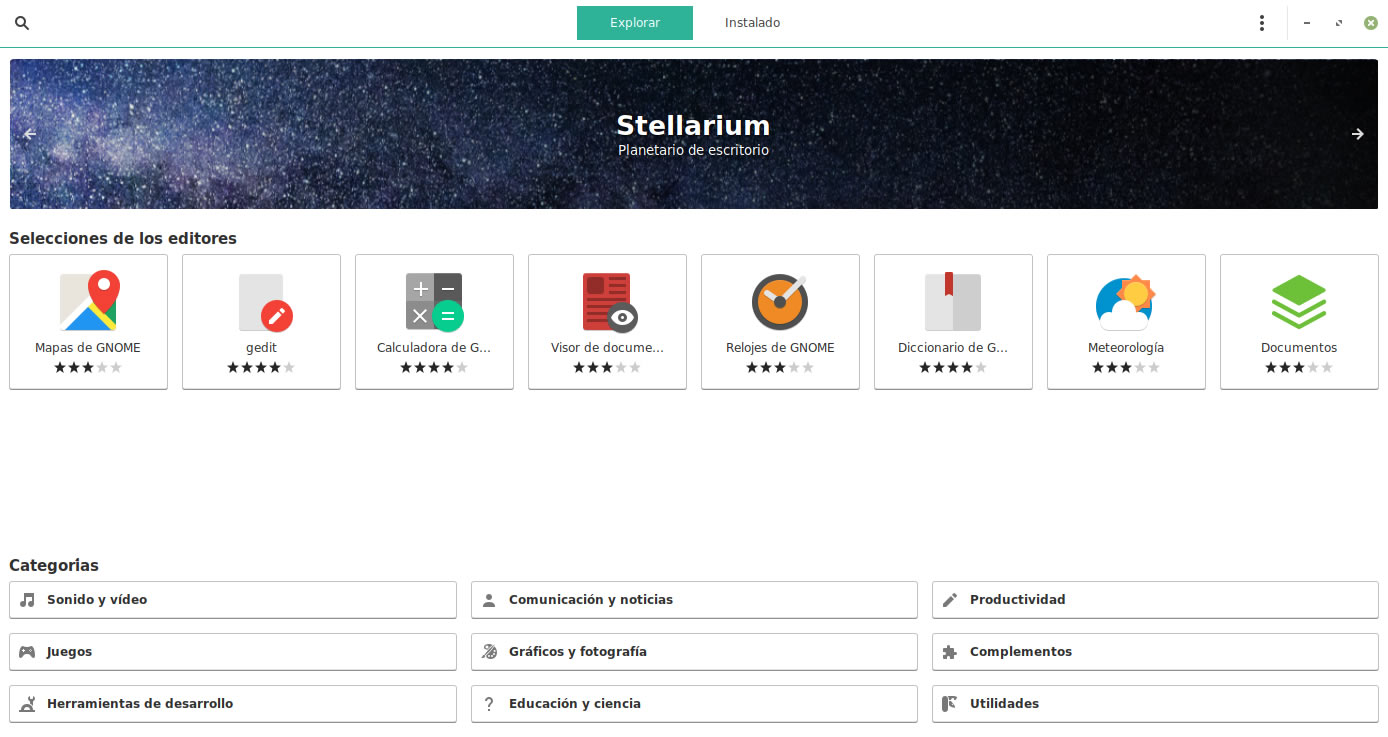 Explorar
Instalado
Stellarium
Planetario de escritorio
Selecciones de los editores
Mapas de GNOME
gedit
Calculadora de G...
Visor de docume...
Relojes de GNOME
Diccionario de G...
Meteorología
Documentos
Categorias
Sonido y vídeo
Comunicación y noticias
Productividad
Juegos
Gráficos y fotografía
Complementos
Herramientas de desarrollo
Educación y ciencia
Utilidades